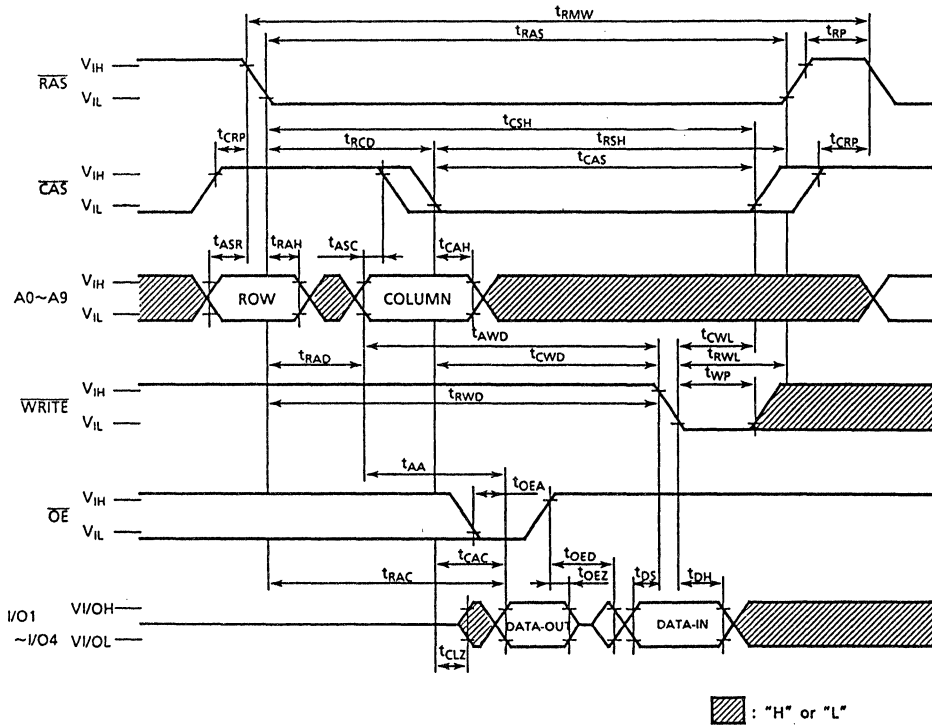 tRMW
tRAS
tRP
RAS
VIH
VIL
tCSH
tCRP
tRCD
tRSH
tCRP
tCAS
CAS
VIH
VIL
tASR
tRAH
tASC
tCAH
A0~A9
VIH
VIL
ROW
COLUMN
tAWD
tCWL
tRAD
tCWD
tRWL
tWP
WRITE
VIH
VIL
tRWD
tAA
tOEA
OE
VIH
VIL
tCAC
tOED
tRAC
tOEZ
tDS
tDH
I/O1
~I/O4
VI/OH
VI/OL
DATA-OUT
DATA-IN
tCLZ
: "H" or "L"